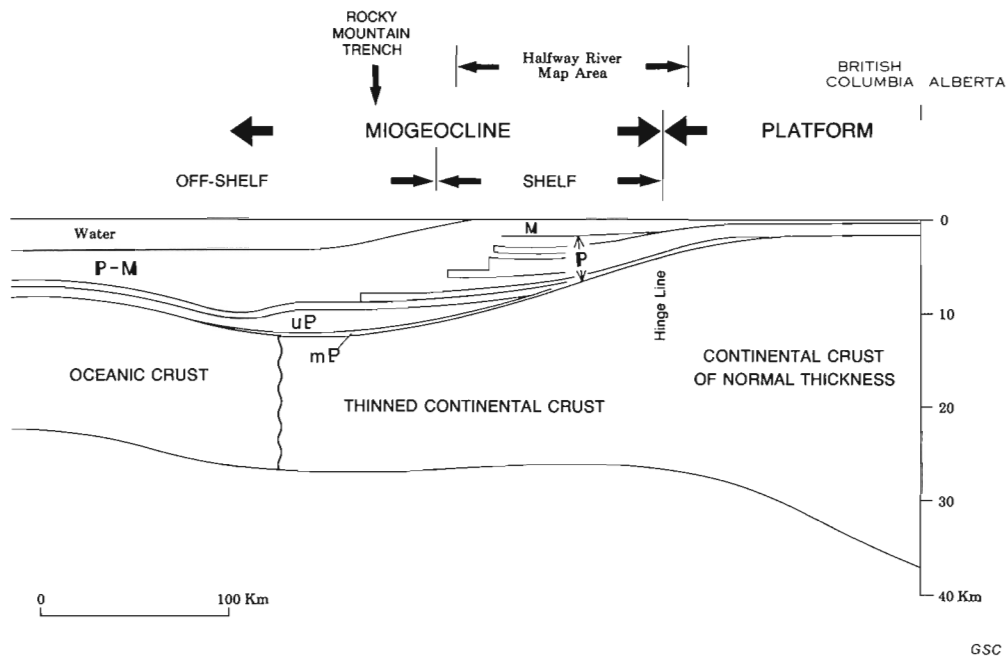 ROCKY
MOUNTAIN
TRENCH
Halfway River
Map Area
BRITISH
COLUMBIA ALBERTA
MIOGEOCLINE
PLATFORM
OFF-SHELF
SHELF
0
M
Water
P-M
P
uP
mP
Hinge Line
10
OCEANIC CRUST
CONTINENTAL CRUST
OF NORMAL THICKNESS
THINNED CONTINENTAL CRUST
20
30
0
100 Km
40 Km
GSC